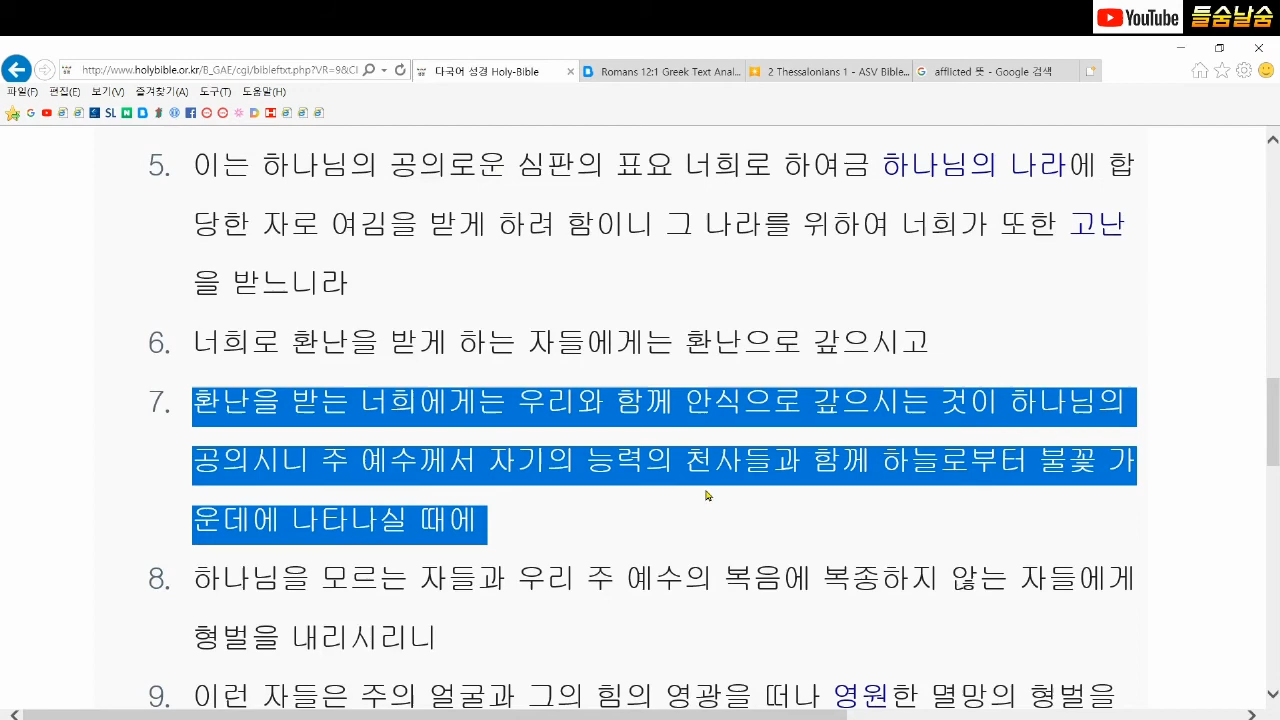 YouTube 들숨날숨
http://www.holybible.or.kr/B_GAE/cgi/bibleftxt.php?VR=9&CI
다국어 성경 Holy-Bible
Romans 12:1 Greek Text Anal...
2 Thessalonians 1 - ASV Bible...
afflicted 뜻 - Google 검색
파일(F) 편집(E) 보기(V) 즐겨찾기(A) 도구(T) 도움말(H)
5. 이는 하나님의 공의로운 심판의 표요 너희로 하여금 하나님의 나라에 합
당한 자로 여김을 받게 하려 함이니 그 나라를 위하여 너희가 또한 고난
을 받느니라
6. 너희로 환난을 받게 하는 자들에게는 환난으로 갚으시고
7. 환난을 받는 너희에게는 우리와 함께 안식으로 갚으시는 것이 하나님의
공의시니 주 예수께서 자기의 능력의 천사들과 함께 하늘로부터 불꽃 가
운데에 나타나실 때에
8. 하나님을 모르는 자들과 우리 주 예수의 복음에 복종하지 않는 자들에게
형벌을 내리시리니
9. 이런 자들은 주의 얼굴과 그의 힘의 영광을 떠나 영원한 멸망의 형벌을